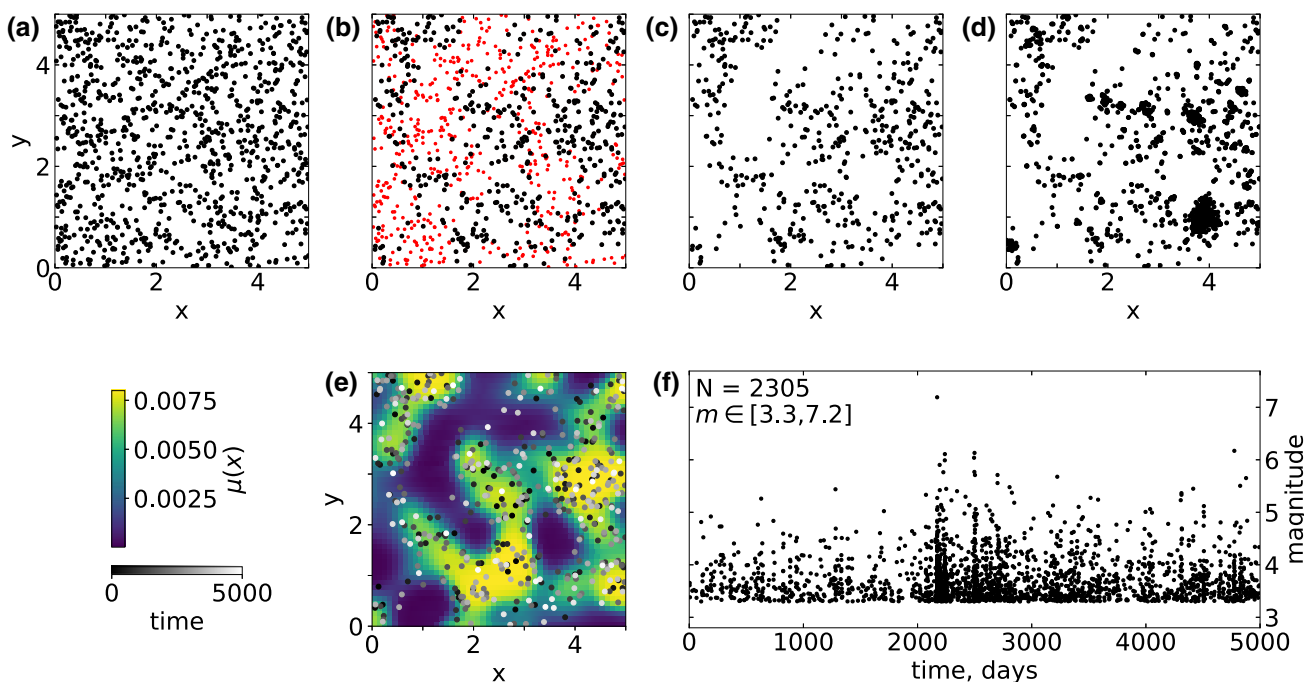 (a) (b) (c) (d)
4
2
0
y
0 2 4
x
0 2 4
x
0 2 4
x
0 2 4
x
0.0075
0.0050
0.0025
μ(x)
0 5000
time
(e)
4
2
0
y
0 2 4
x
(f)
N = 2305
m ∈ [3.3,7.2]
7
6
5
4
3
magnitude
0 1000 2000 3000 4000 5000
time, days